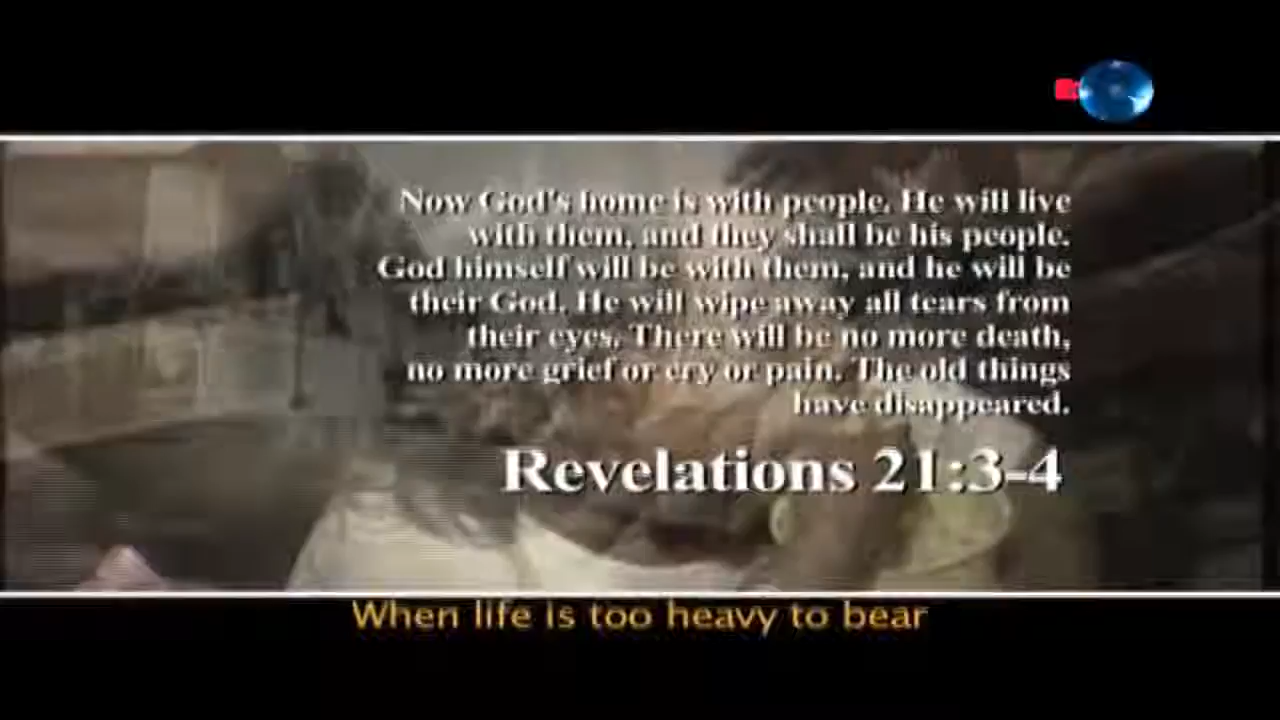 Now God's home is with people. He will live
with them, and they shall be his people.
God himself will be with them, and he will be
their God. He will wipe away all tears from
their eyes. There will be no more death,
no more grief or cry or pain. The old things
have disappeared.
Revelations 21:3-4
When life is too heavy to bear